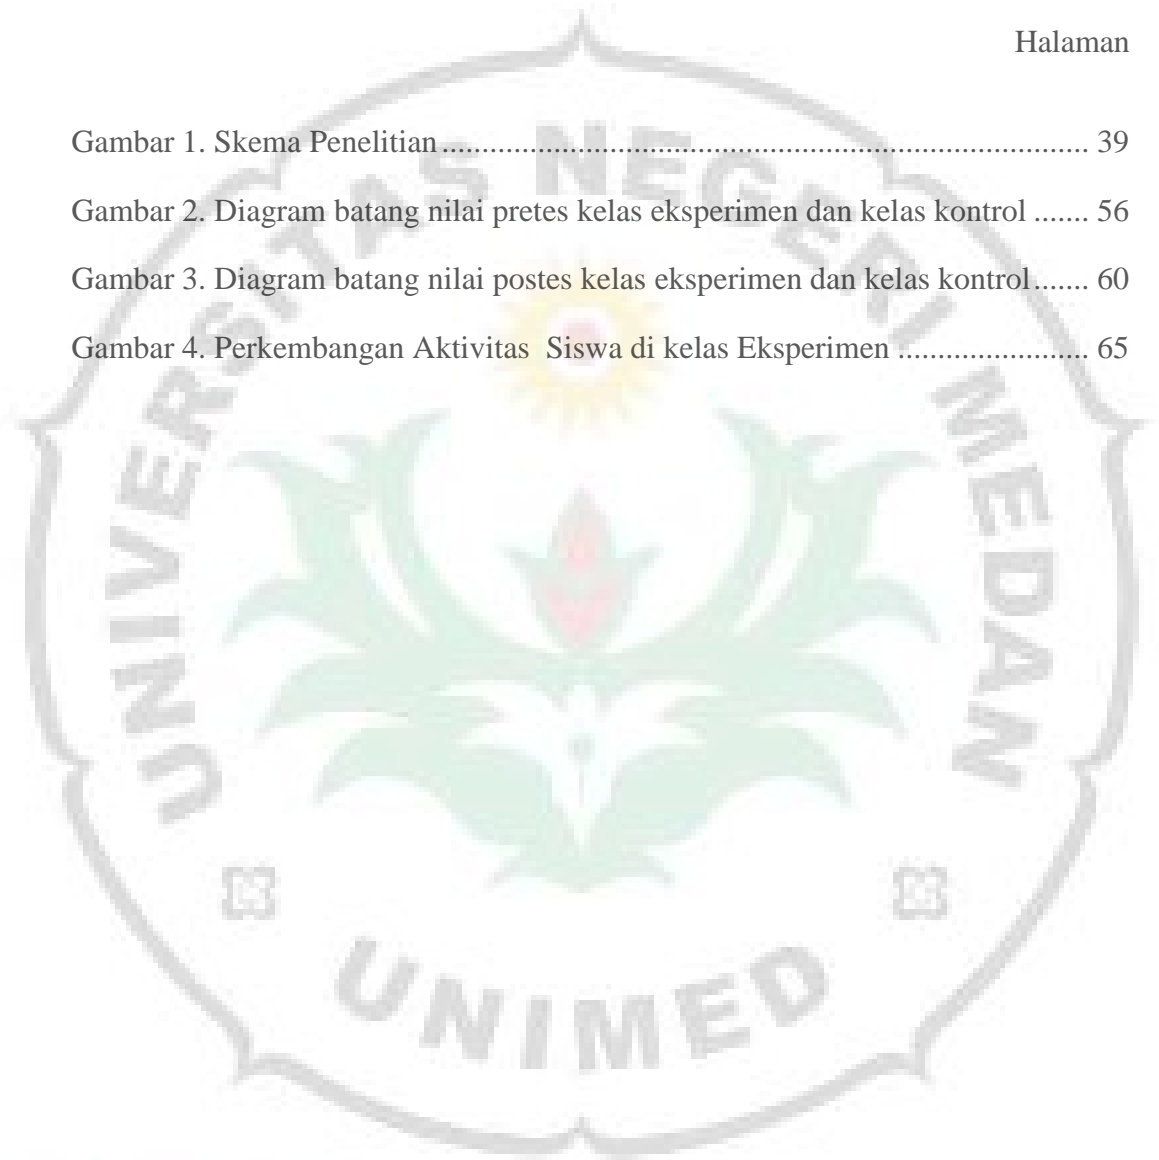 Halaman
Gambar 1. Skema Penelitian .................................................................................. 39
Gambar 2. Diagram batang nilai pretes kelas eksperimen dan kelas kontrol ....... 56
Gambar 3. Diagram batang nilai postes kelas eksperimen dan kelas kontrol....... 60
Gambar 4. Perkembangan Aktivitas  Siswa di kelas Eksperimen ........................ 65
UNIVERSITAS NEGERI MEDAN
UNIMED